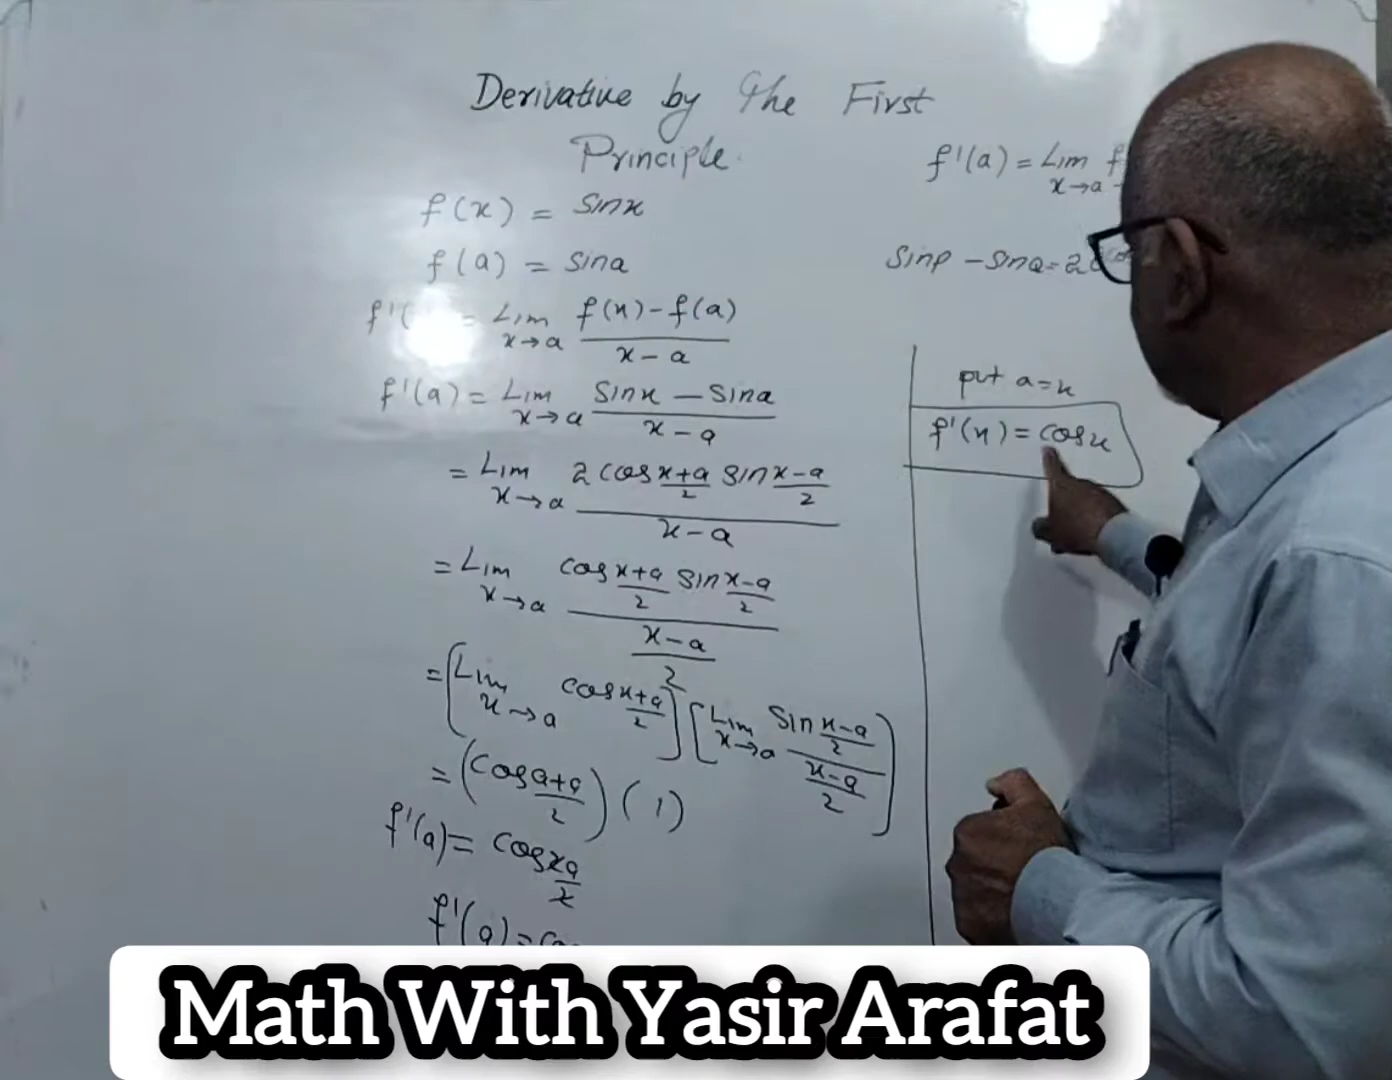 Derivative by the First
Principle.
f(x) = sinx
f(a) = sina
f'( = Lim x→a f(x)-f(a) / x-a
f'(a) = Lim x→a sinx - sina / x-a
= Lim x→a 2 cos x+a/2 sin x-a/2 / x-a
= Lim x→a cos x+a/2 sin x-a/2 / x-a/2
= [Lim x→a cos x+a/2] [Lim x→a sin x-a/2 / x-a/2]
= (cos a+a/2) (1)
f'(a) = cos 2a/2
f'(a) =
f'(a) = Lim x→a f
sinp - sinq = 2
put a=x
f'(x) = cosx
Math With Yasir Arafat